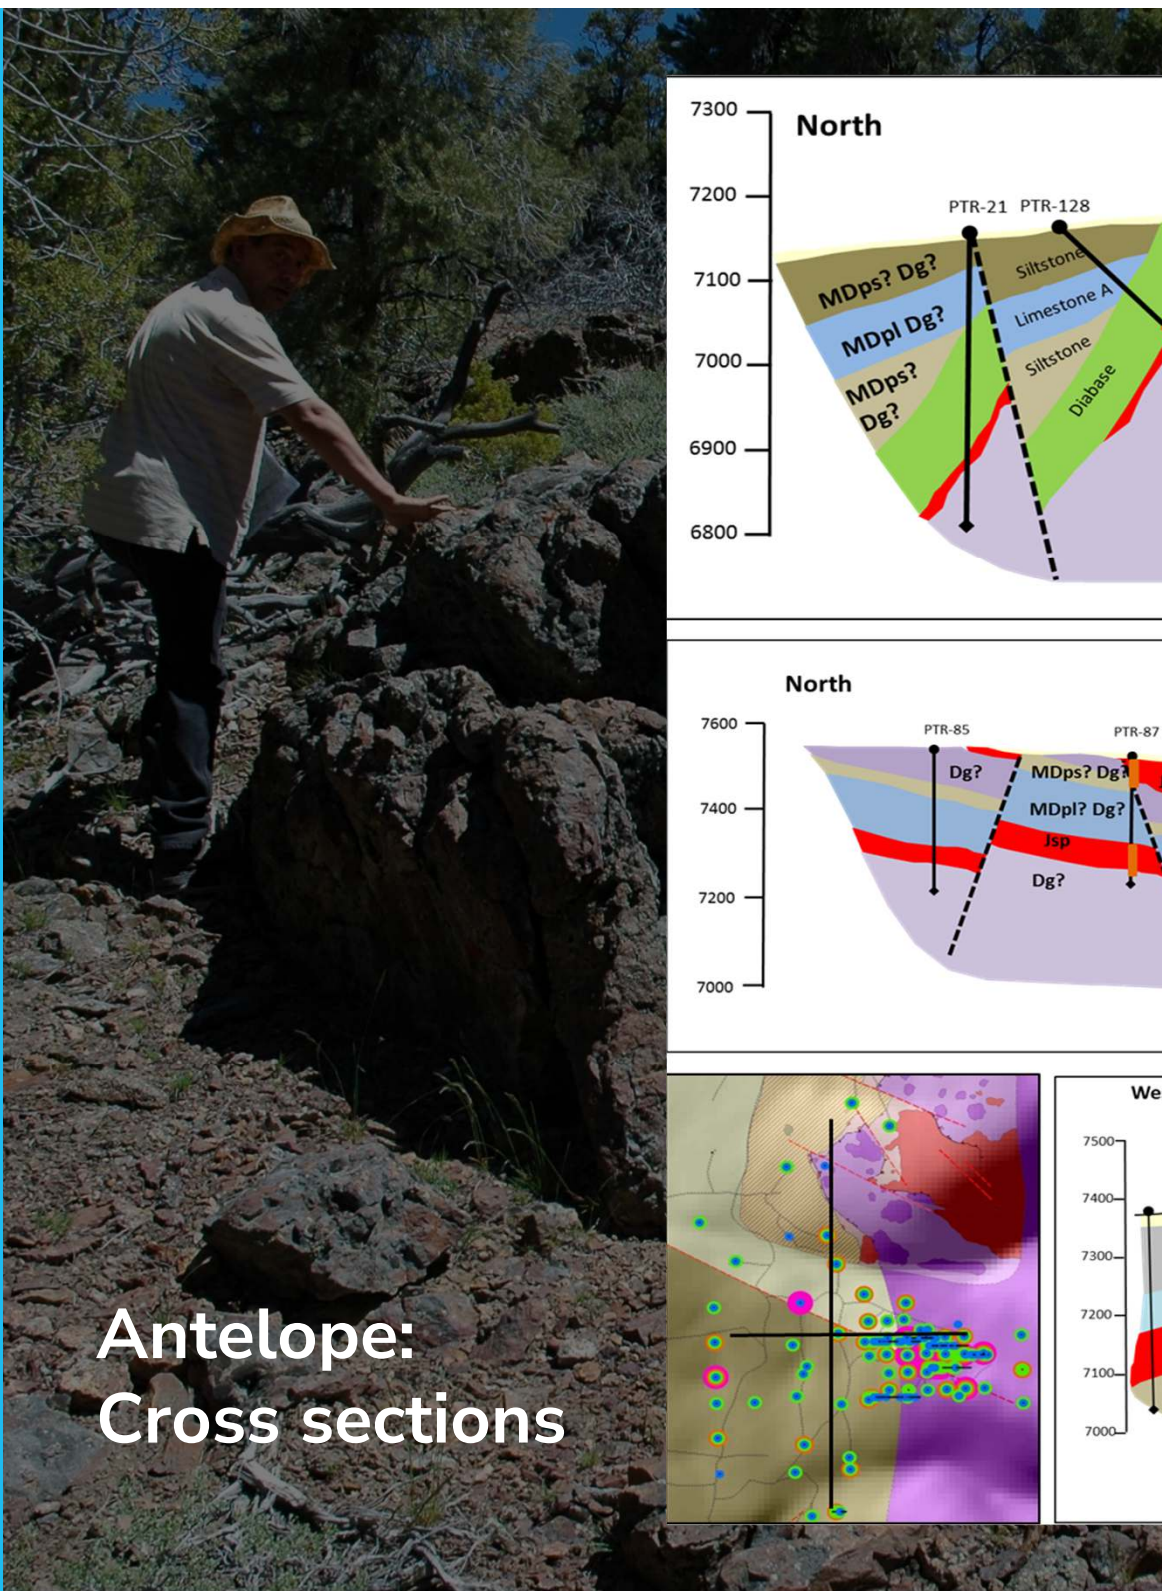 7300
North
7200
PTR-21 PTR-128
7100
MDps? Dg?
Siltstone
MDpl Dg?
Limestone A
7000
MDps?
Dg?
Siltstone
Diabase
6900
6800
North
7600
PTR-85
PTR-87
Dg?
MDps? Dg?
7400
MDpl? Dg?
Jsp
Dg?
7200
7000
We
7500
7400
7300
7200
7100
7000
Antelope:
Cross sections